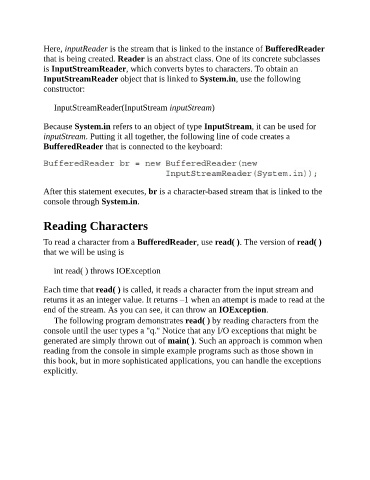 Here, inputReader is the stream that is linked to the instance of BufferedReader
that is being created. Reader is an abstract class. One of its concrete subclasses
is InputStreamReader, which converts bytes to characters. To obtain an
InputStreamReader object that is linked to System.in, use the following
constructor:
InputStreamReader(InputStream inputStream)
Because System.in refers to an object of type InputStream, it can be used for
inputStream. Putting it all together, the following line of code creates a
BufferedReader that is connected to the keyboard:
BufferedReader br = new BufferedReader(new
InputStreamReader(System.in));
After this statement executes, br is a character-based stream that is linked to the
console through System.in.
Reading Characters
To read a character from a BufferedReader, use read( ). The version of read( )
that we will be using is
int read( ) throws IOException
Each time that read( ) is called, it reads a character from the input stream and
returns it as an integer value. It returns –1 when an attempt is made to read at the
end of the stream. As you can see, it can throw an IOException.
The following program demonstrates read( ) by reading characters from the
console until the user types a "q." Notice that any I/O exceptions that might be
generated are simply thrown out of main( ). Such an approach is common when
reading from the console in simple example programs such as those shown in
this book, but in more sophisticated applications, you can handle the exceptions
explicitly.